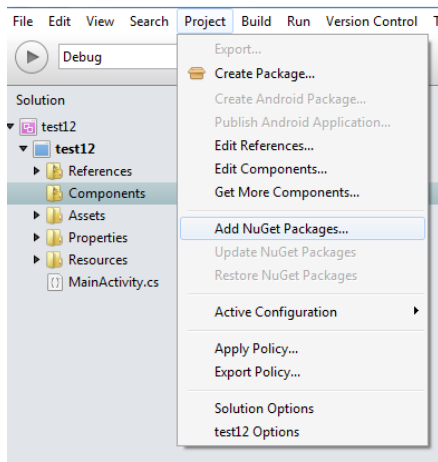 File Edit View Search Project Build Run Version Control
Debug
Solution
test12
test12
References
Components
Assets
Properties
Resources
MainActivity.cs
Export...
Create Package...
Create Android Package...
Publish Android Application...
Edit References...
Edit Components...
Get More Components...
Add NuGet Packages...
Update NuGet Packages
Restore NuGet Packages
Active Configuration
Apply Policy...
Export Policy...
Solution Options
test12 Options